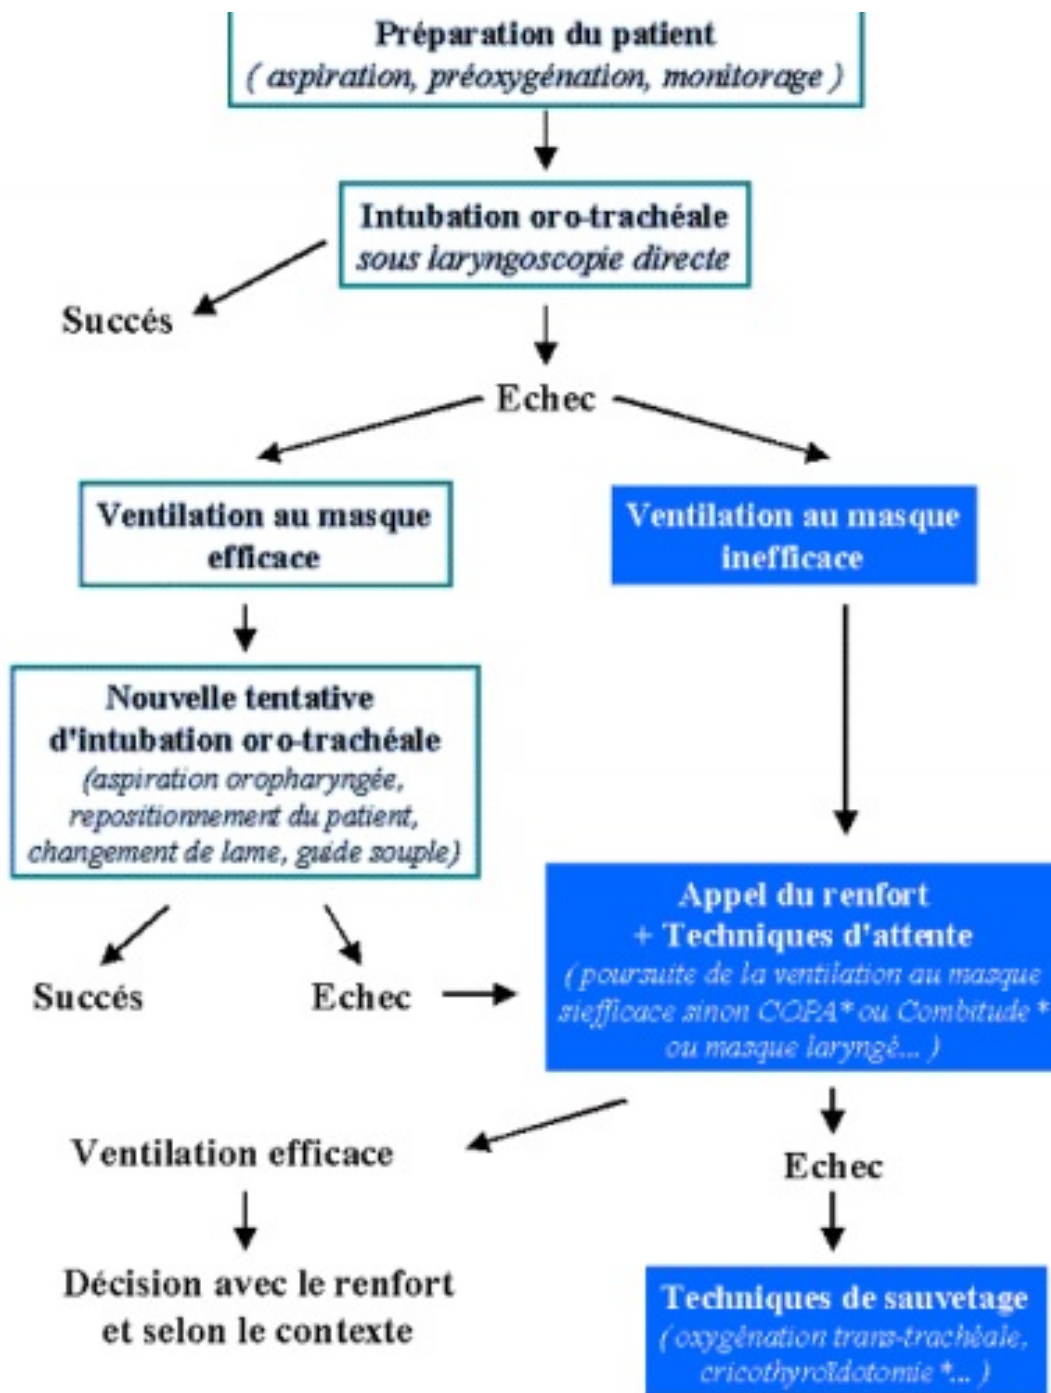 Préparation du patient
( aspiration, préoxygénation, monitorage )
Intubation oro-trachéale
sous laryngoscopie directe
Succés
Echec
Ventilation au masque
efficace
Ventilation au masque
inefficace
Nouvelle tentative
d'intubation oro-trachéale
(aspiration oropharyngée,
repositionnement du patient,
changement de lame, guide souple)
Appel du renfort
+ Techniques d'attente
( poursuite de la ventilation au masque
siefficace sinon COPA* ou Combitude *
ou masque laryngé... )
Succés
Echec
Ventilation efficace
Echec
Décision avec le renfort
et selon le contexte
Techniques de sauvetage
( oxygénation trans-trachéale,
cricothyroïdotomie *... )